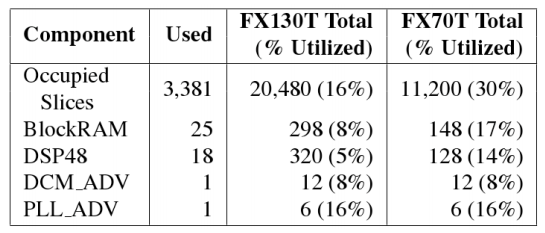 Component Used FX130T Total (% Utilized) FX70T Total (% Utilized)
Occupied Slices 3,381 20,480 (16%) 11,200 (30%)
BlockRAM 25 298 (8%) 148 (17%)
DSP48 18 320 (5%) 128 (14%)
DCM_ADV 1 12 (8%) 12 (8%)
PLL_ADV 1 6 (16%) 6 (16%)